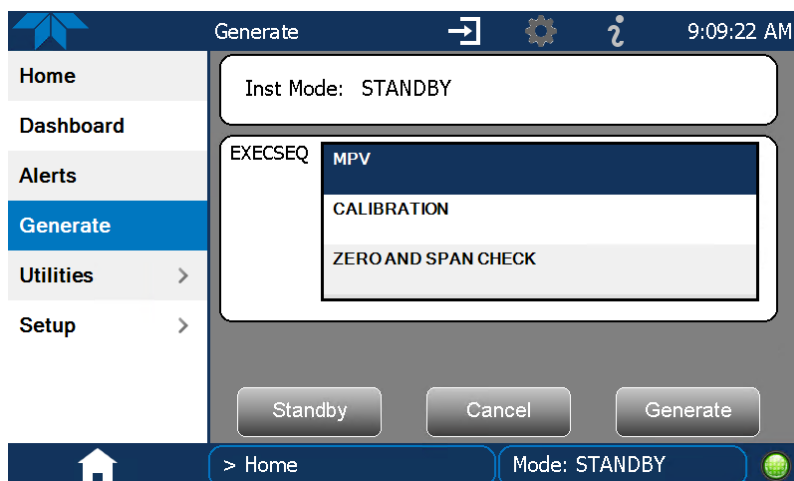 Generate 9:09:22 AM
Home
Dashboard
Alerts
Generate
Utilities >
Setup >
Inst Mode: STANDBY
EXECSEQ
MPV
CALIBRATION
ZERO AND SPAN CHECK
Standby Cancel Generate
> Home Mode: STANDBY